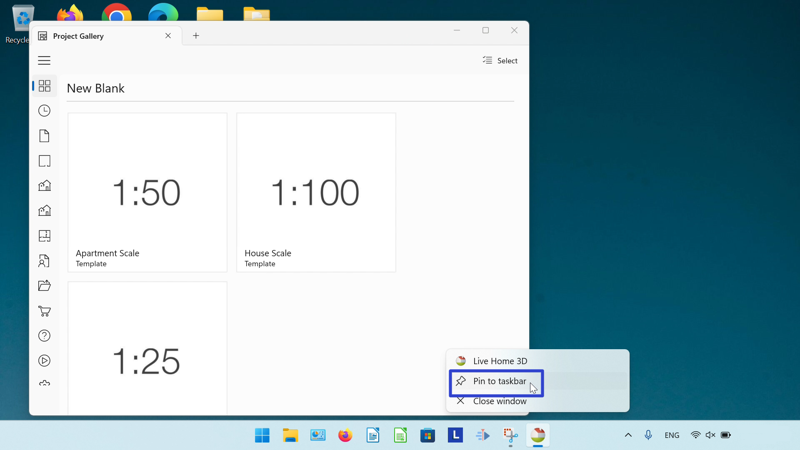 Recycle
Project Gallery
Select
New Blank
1:50
Apartment Scale
Template
1:100
House Scale
Template
1:25
Live Home 3D
Pin to taskbar
Close window
L
ENG